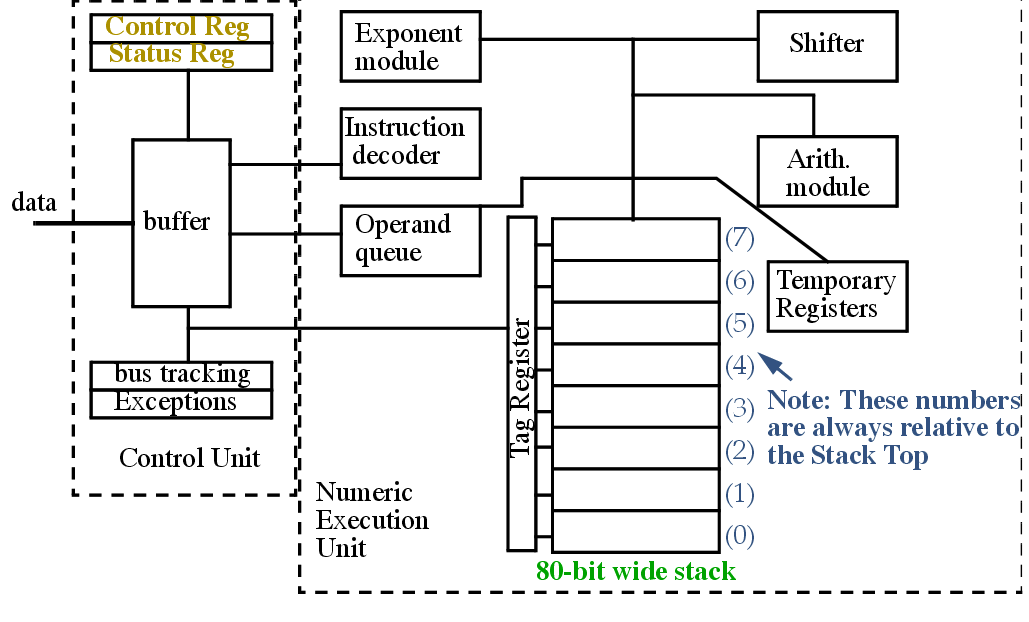 Control Reg
Status Reg
Exponent
module
Shifter
Instruction
decoder
Arith.
module
data
buffer
Operand
queue
Tag Register
(7)
(6)
(5)
(4)
(3)
(2)
(1)
(0)
Temporary
Registers
Note: These numbers
are always relative to
the Stack Top
bus tracking
Exceptions
Control Unit
Numeric
Execution
Unit
80-bit wide stack